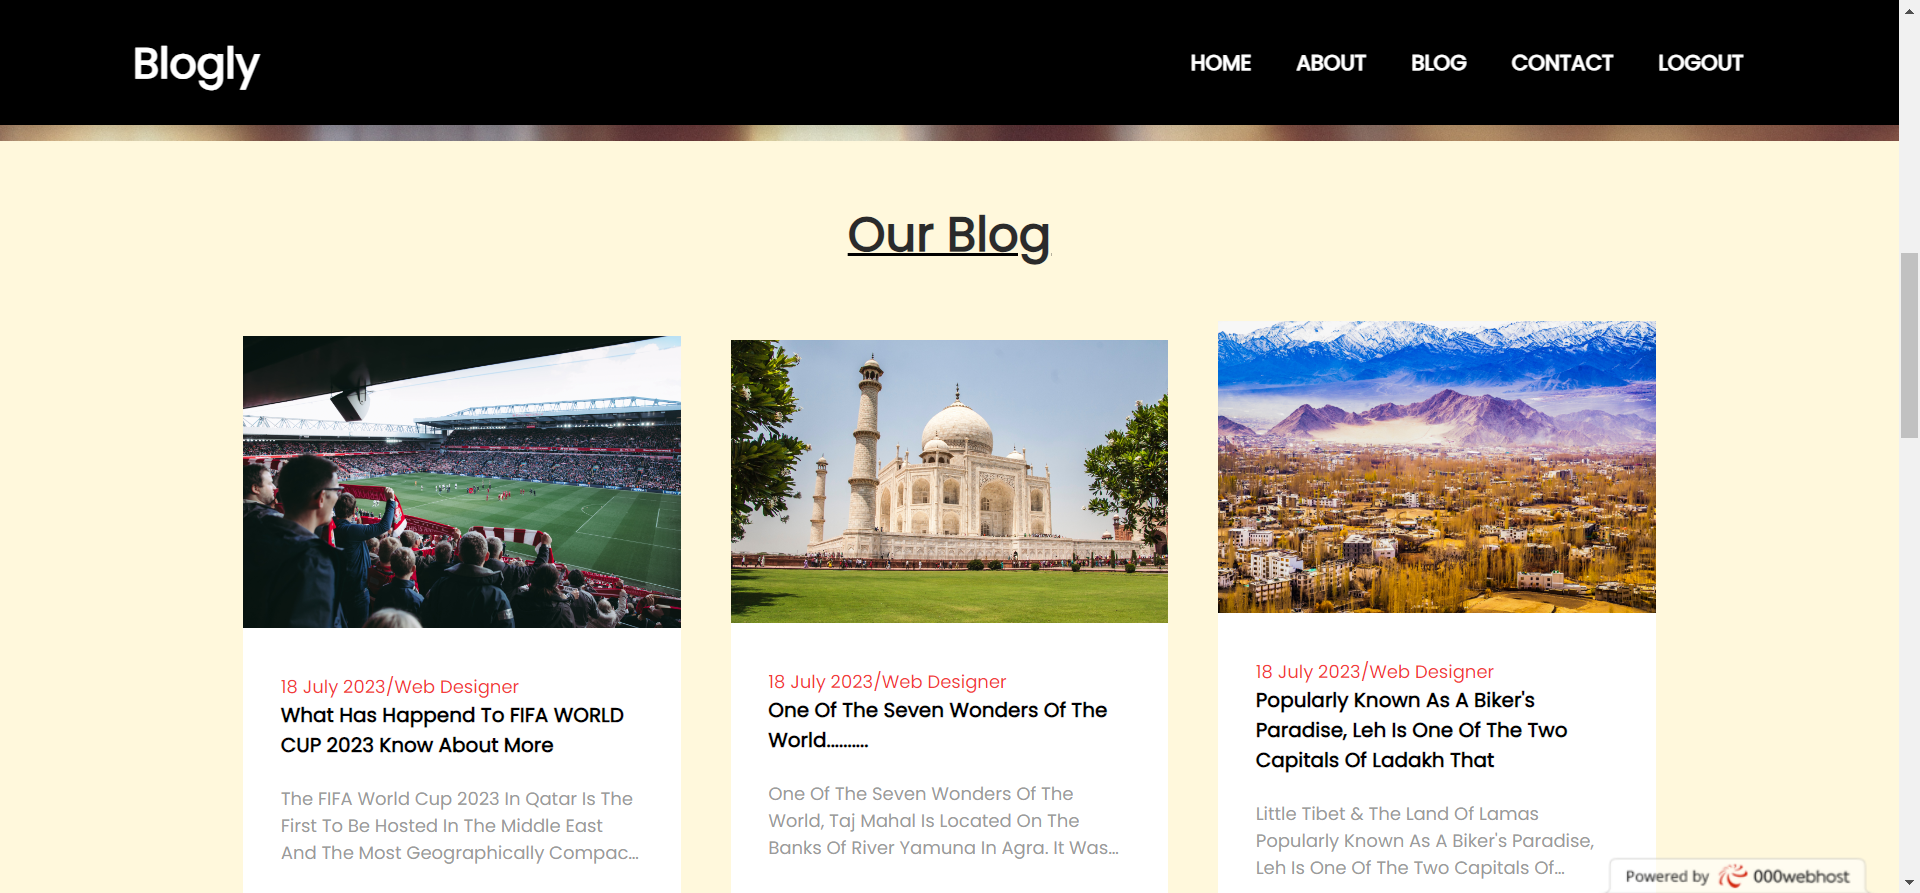 Blogly
HOME ABOUT BLOG CONTACT LOGOUT
Our Blog
18 July 2023/Web Designer
What Has Happend To FIFA WORLD
CUP 2023 Know About More
The FIFA World Cup 2023 In Qatar Is The
First To Be Hosted In The Middle East
And The Most Geographically Compac...
18 July 2023/Web Designer
One Of The Seven Wonders Of The
World..........
One Of The Seven Wonders Of The
World, Taj Mahal Is Located On The
Banks Of River Yamuna In Agra. It Was...
18 July 2023/Web Designer
Popularly Known As A Biker's
Paradise, Leh Is One Of The Two
Capitals Of Ladakh That
Little Tibet & The Land Of Lamas
Popularly Known As A Biker's Paradise,
Leh Is One Of The Two Capitals Of...
Powered by 000webhost